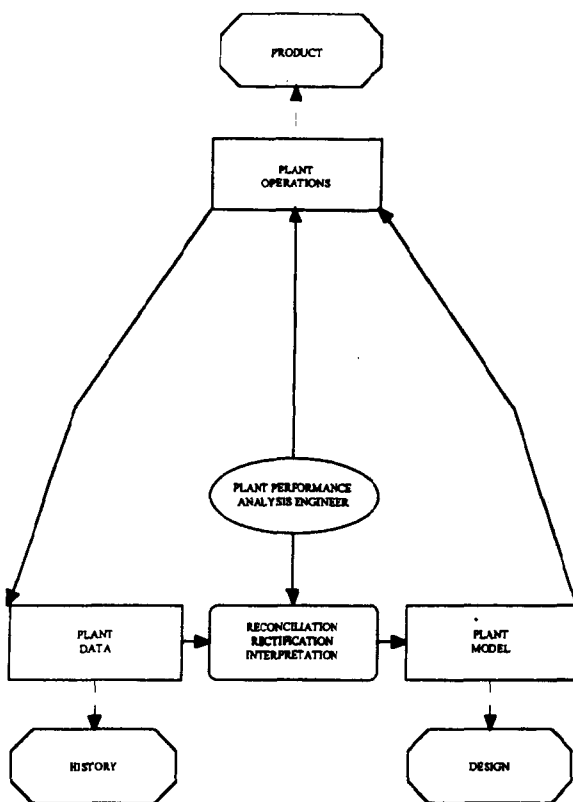 PRODUCT
PLANT
OPERATIONS
PLANT PERFORMANCE
ANALYSIS ENGINEER
PLANT
DATA
RECONCILIATION
RECTIFICATION
INTERPRETATION
PLANT
MODEL
HISTORY
DESIGN